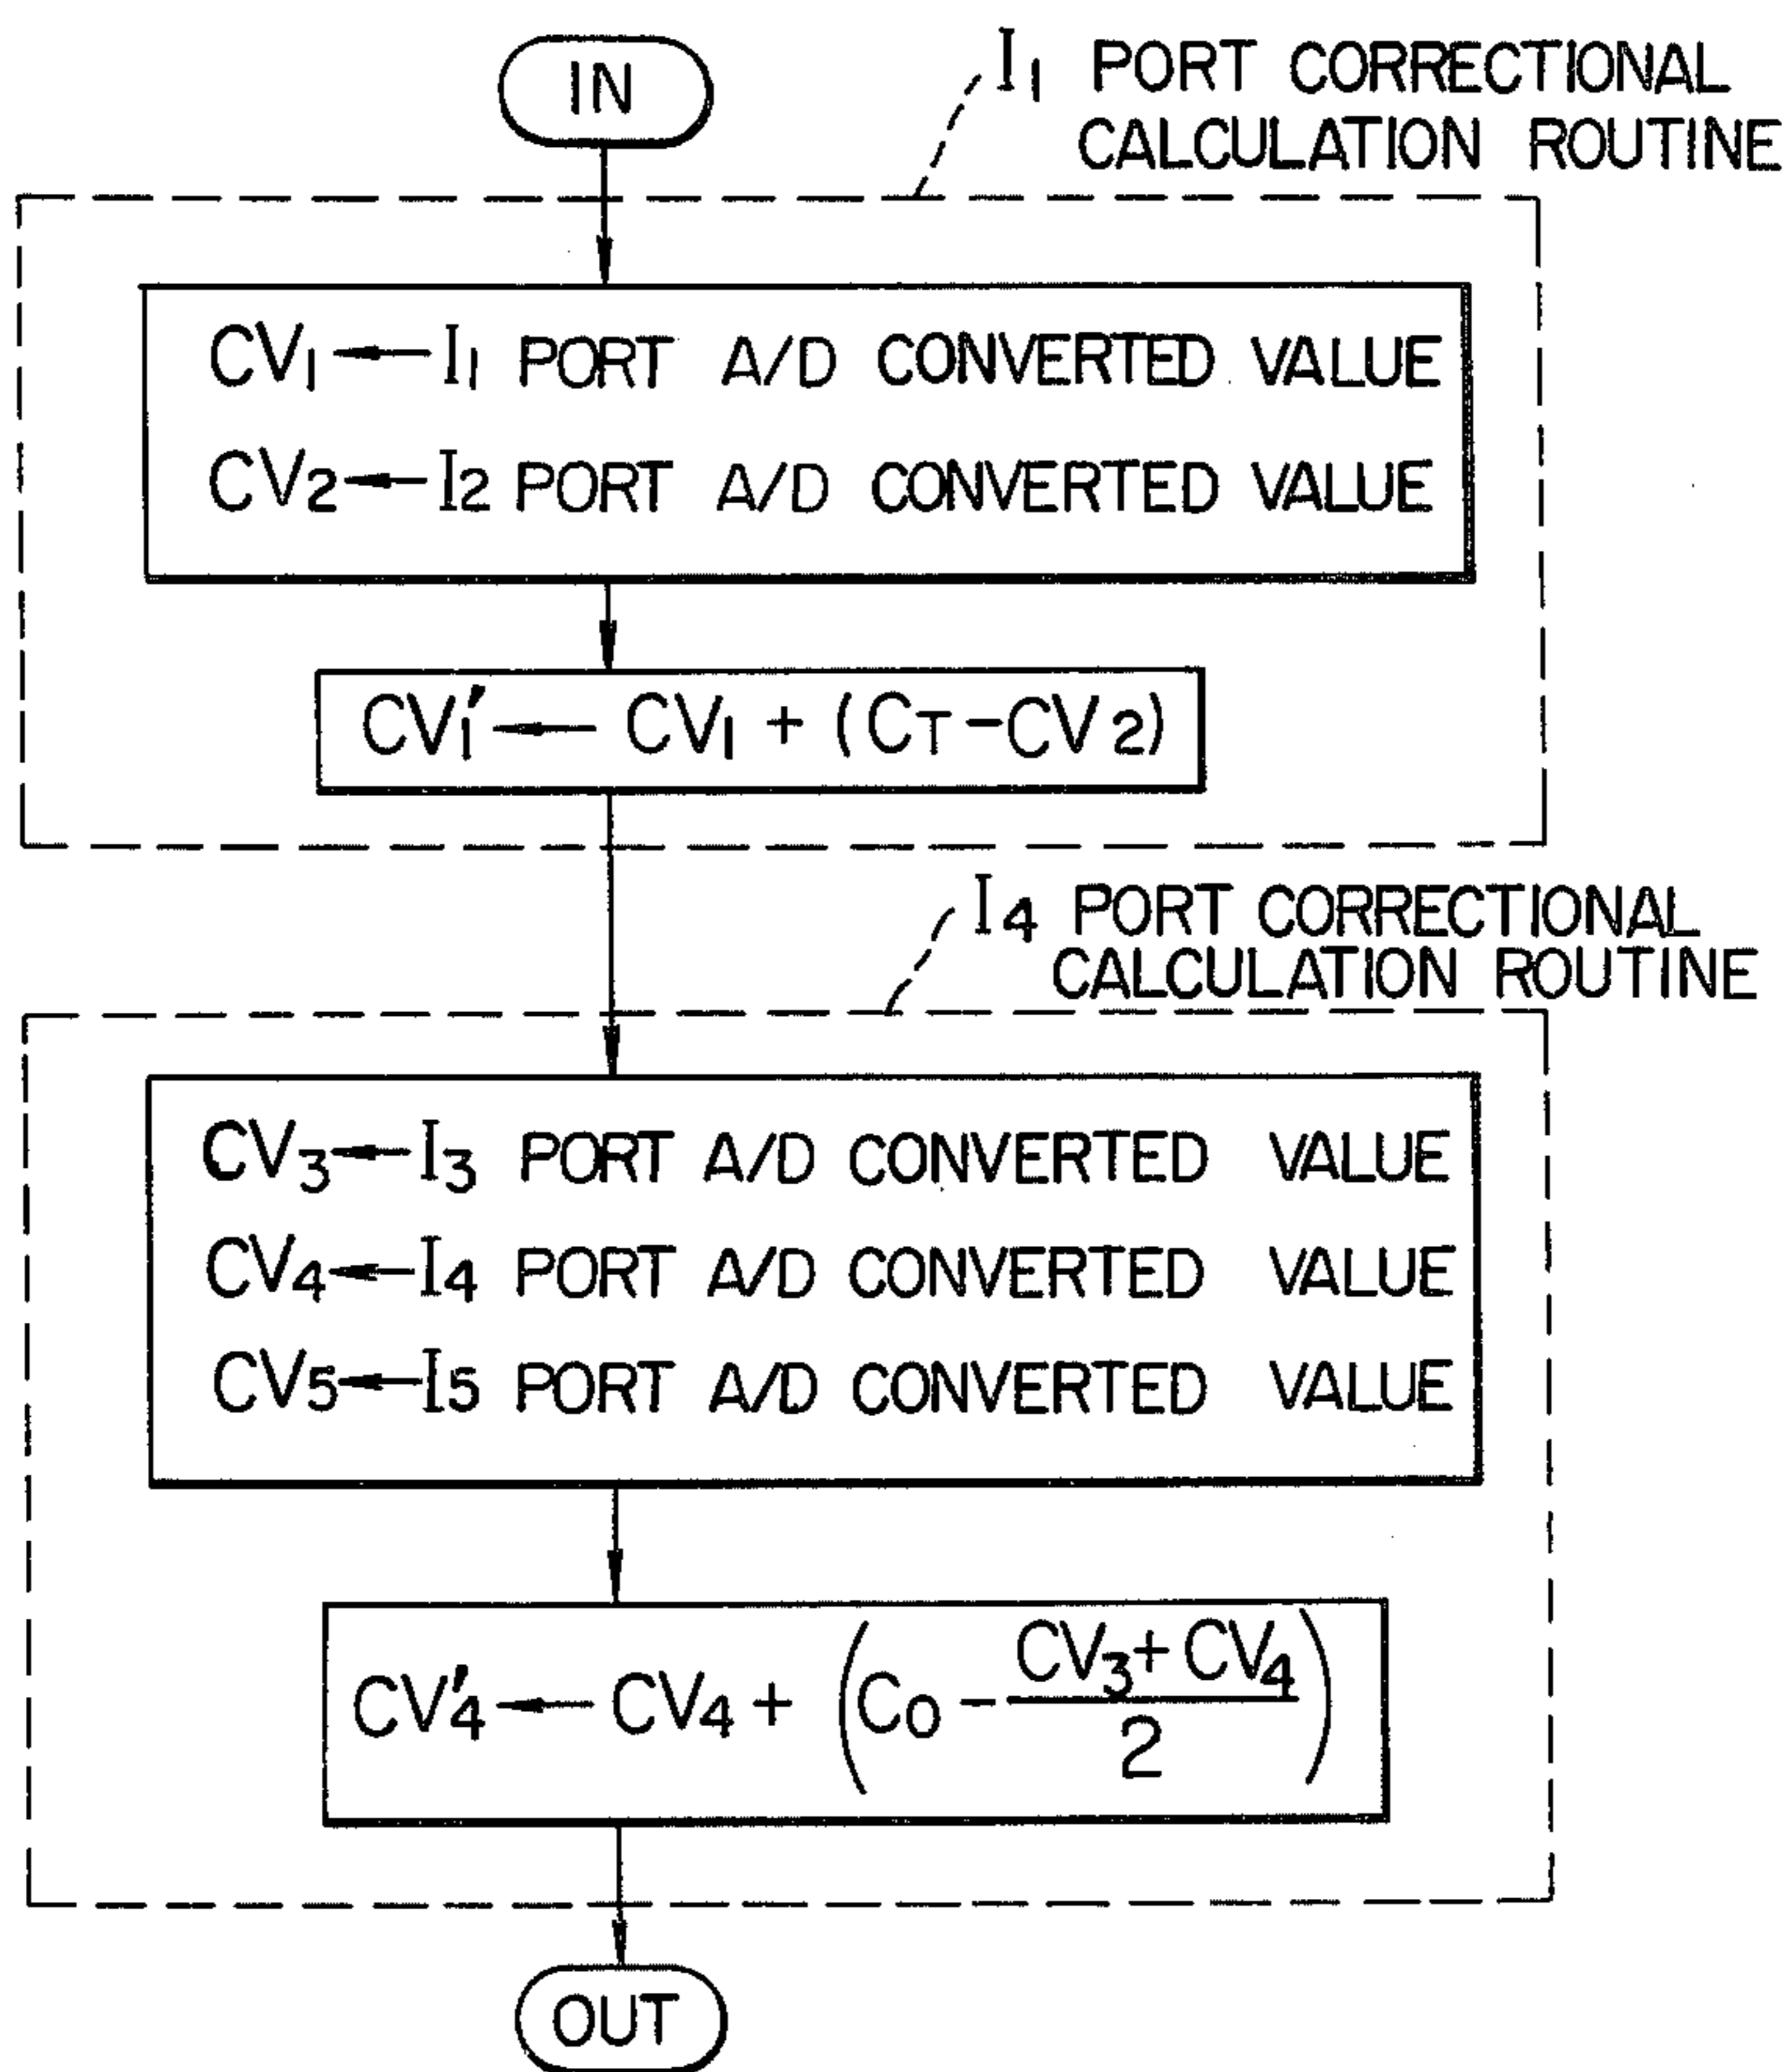 IN
I₁ PORT CORRECTIONAL
CALCULATION ROUTINE
CV₁ ← I₁ PORT A/D CONVERTED VALUE
CV₂ ← I₂ PORT A/D CONVERTED VALUE
CV₁′ ← CV₁ + (C_T − CV₂)
I₄ PORT CORRECTIONAL
CALCULATION ROUTINE
CV₃ ← I₃ PORT A/D CONVERTED VALUE
CV₄ ← I₄ PORT A/D CONVERTED VALUE
CV₅ ← I₅ PORT A/D CONVERTED VALUE
CV₄′ ← CV₄ + (C₀ − (CV₃ + CV₄)/2)
OUT